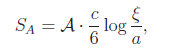 S_A = 𝒜 · c/6 log ξ/a,